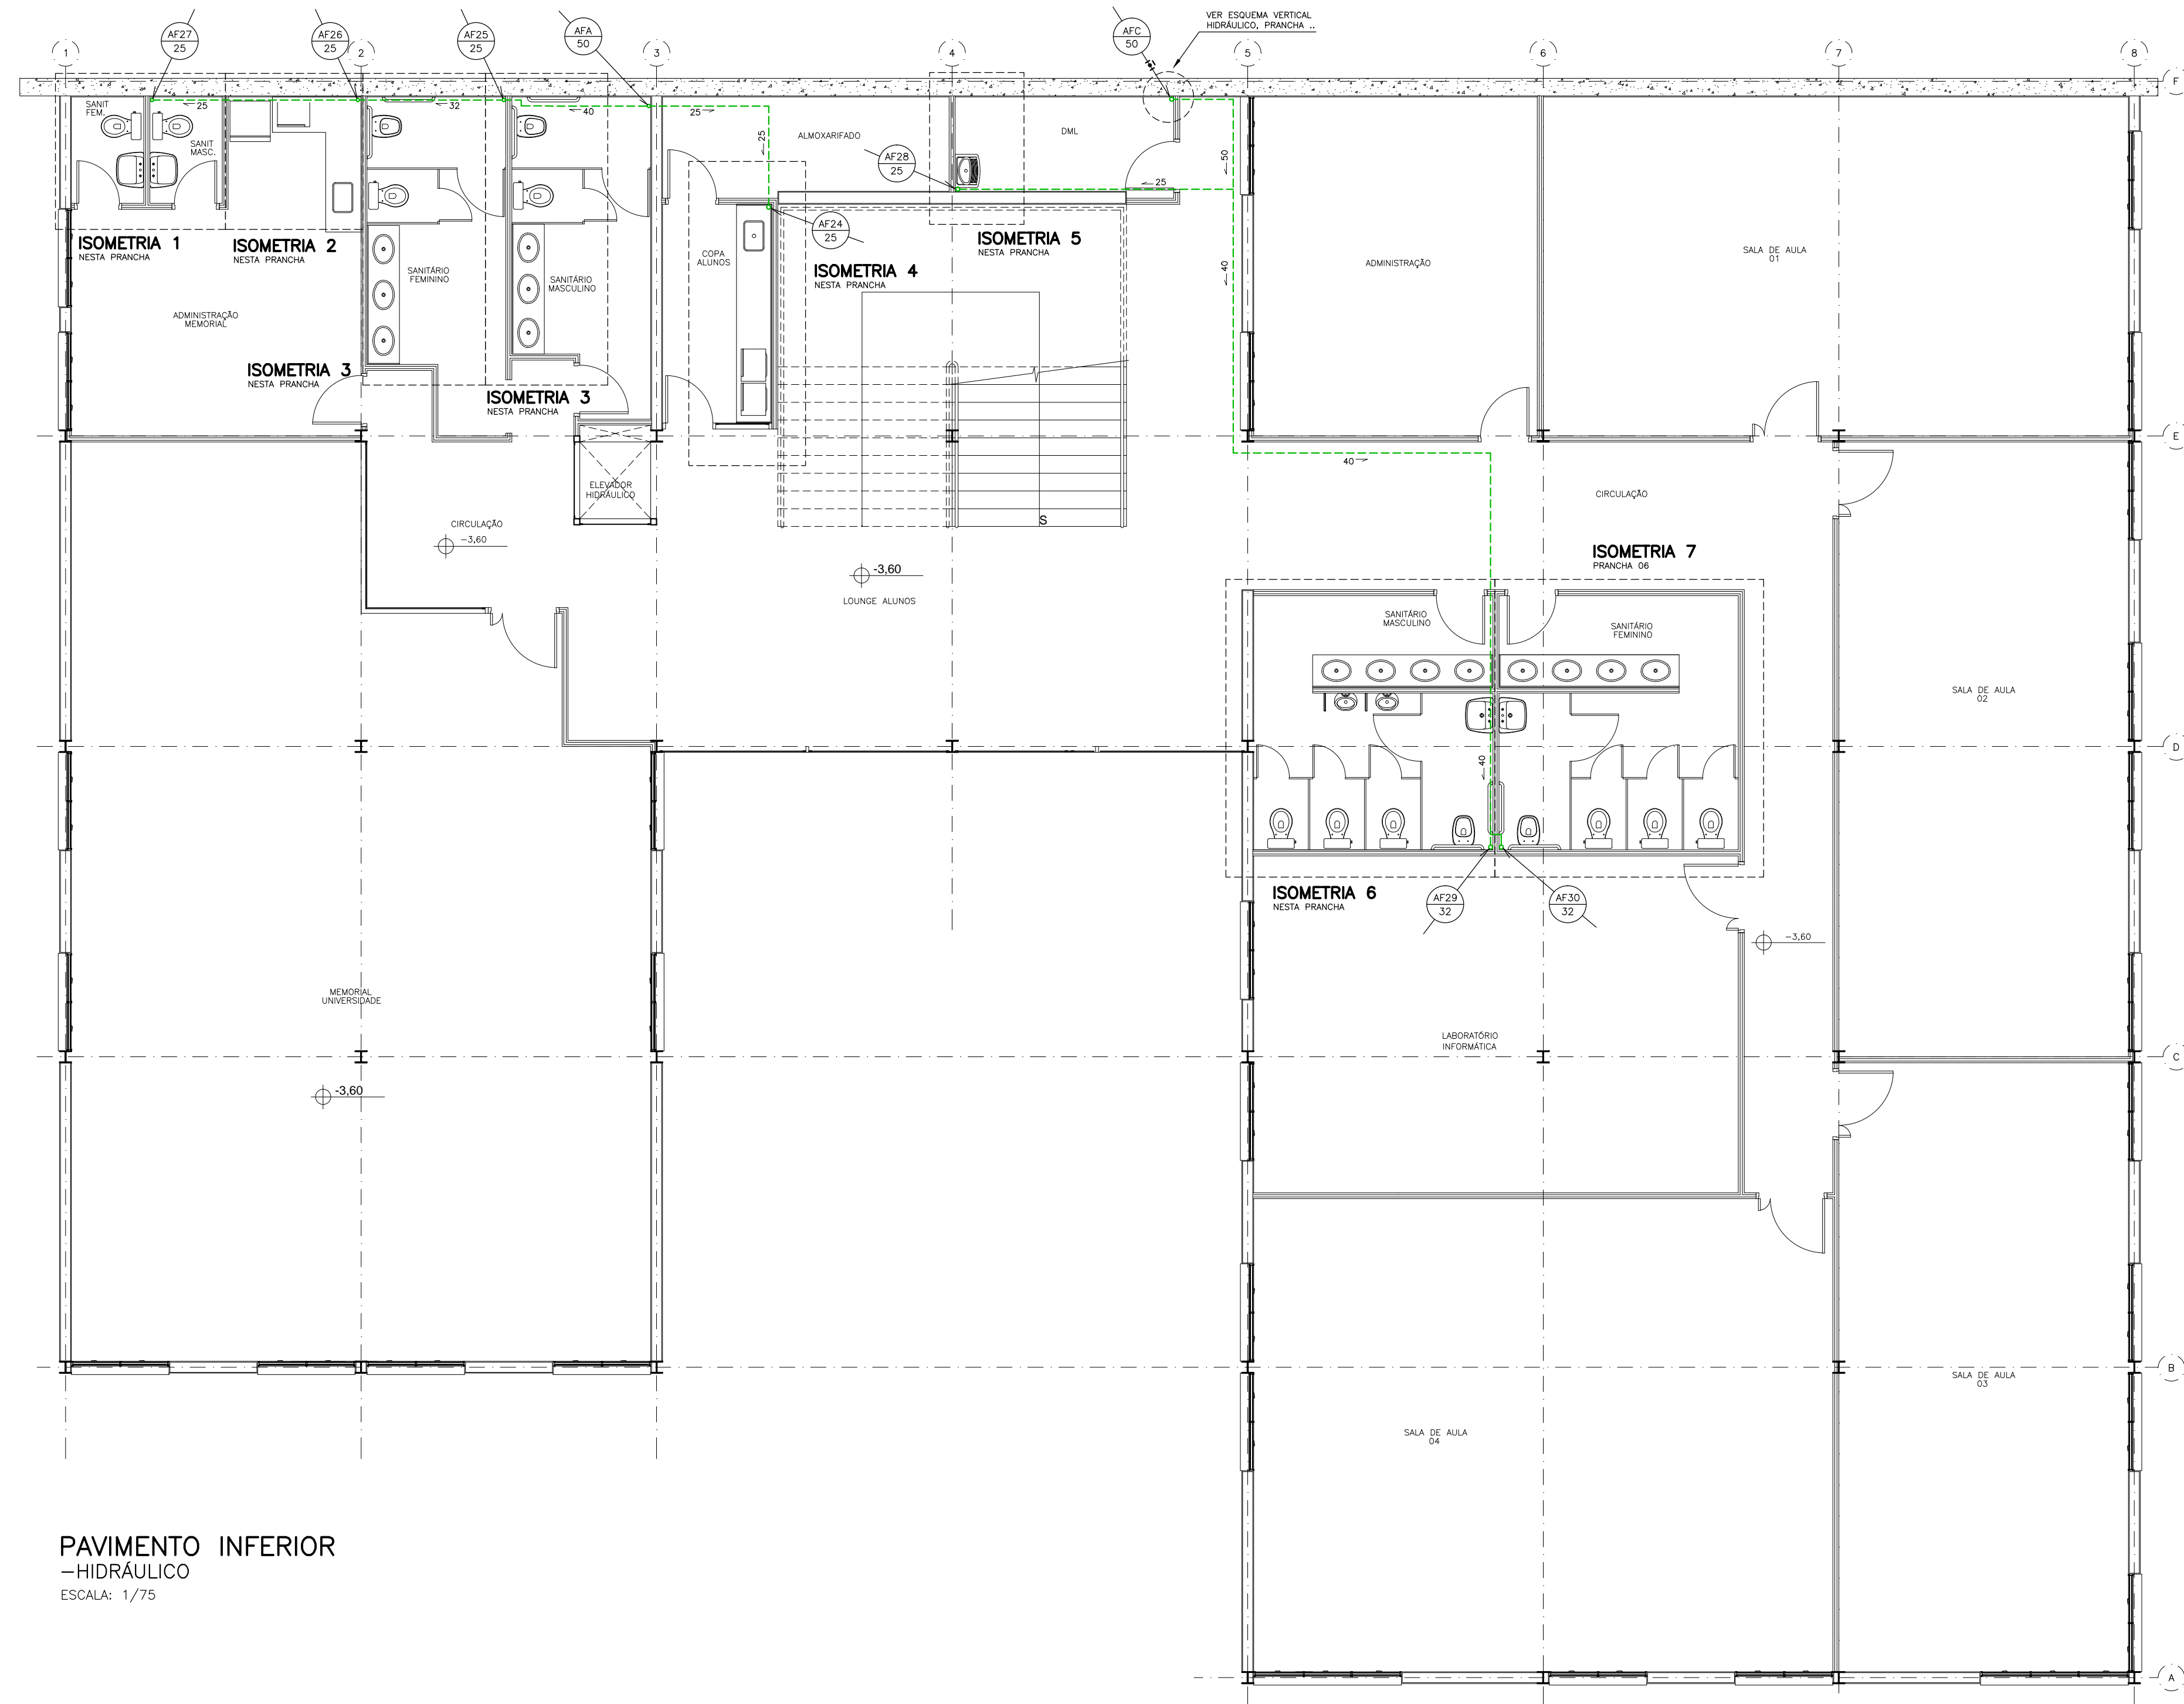 VER ESQUEMA VERTICAL
HIDRÁULICO, PRANCHA ..
AF27
25
AF26
25
AF25
25
AFA
50
AFC
50
1
2
3
4
5
6
7
8
F
SANIT
FEM.
25
32
40
25
SANIT
MASC.
25
ALMOXARIFADO
DML
AF28
25
50
25
AF24
25
ISOMETRIA 1
NESTA PRANCHA
ISOMETRIA 2
NESTA PRANCHA
COPA
ALUNOS
ISOMETRIA 5
NESTA PRANCHA
SALA DE AULA
01
SANITÁRIO
FEMININO
SANITÁRIO
MASCULINO
ISOMETRIA 4
NESTA PRANCHA
40
ADMINISTRAÇÃO
ADMINISTRAÇÃO
MEMORIAL
ISOMETRIA 3
NESTA PRANCHA
ISOMETRIA 3
NESTA PRANCHA
E
40
ELEVADOR
HIDRÁULICO
CIRCULAÇÃO
CIRCULAÇÃO
-3,60
S
ISOMETRIA 7
PRANCHA 06
-3,60
LOUNGE ALUNOS
SANITÁRIO
MASCULINO
SANITÁRIO
FEMININO
SALA DE AULA
02
D
40
ISOMETRIA 6
NESTA PRANCHA
AF29
32
AF30
32
-3,60
MEMORIAL
UNIVERSIDADE
LABORATÓRIO
INFORMÁTICA
C
-3,60
B
SALA DE AULA
03
SALA DE AULA
04
PAVIMENTO INFERIOR
-HIDRÁULICO
ESCALA: 1/75
A